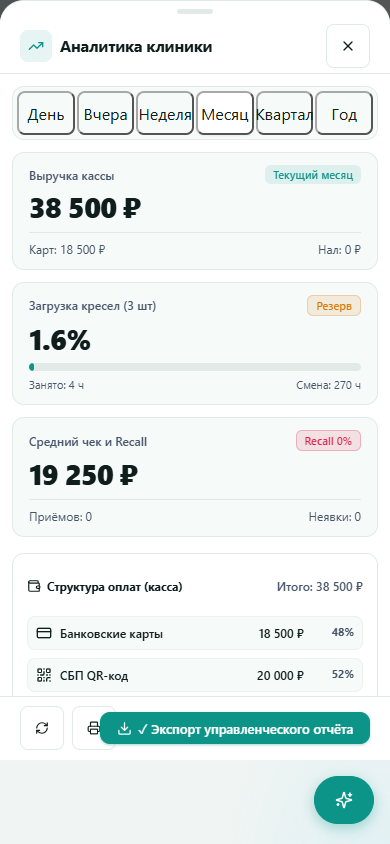 Аналитика клиники
День Вчера Неделя Месяц Квартал Год
Выручка кассы Текущий месяц
38 500 ₽
Карт: 18 500 ₽ Нал: 0 ₽
Загрузка кресел (3 шт) Резерв
1.6%
Занято: 4 ч Смена: 270 ч
Средний чек и Recall Recall 0%
19 250 ₽
Приёмов: 0 Неявки: 0
Структура оплат (касса) Итого: 38 500 ₽
Банковские карты 18 500 ₽ 48%
СБП QR-код 20 000 ₽ 52%
✓ Экспорт управленческого отчёта